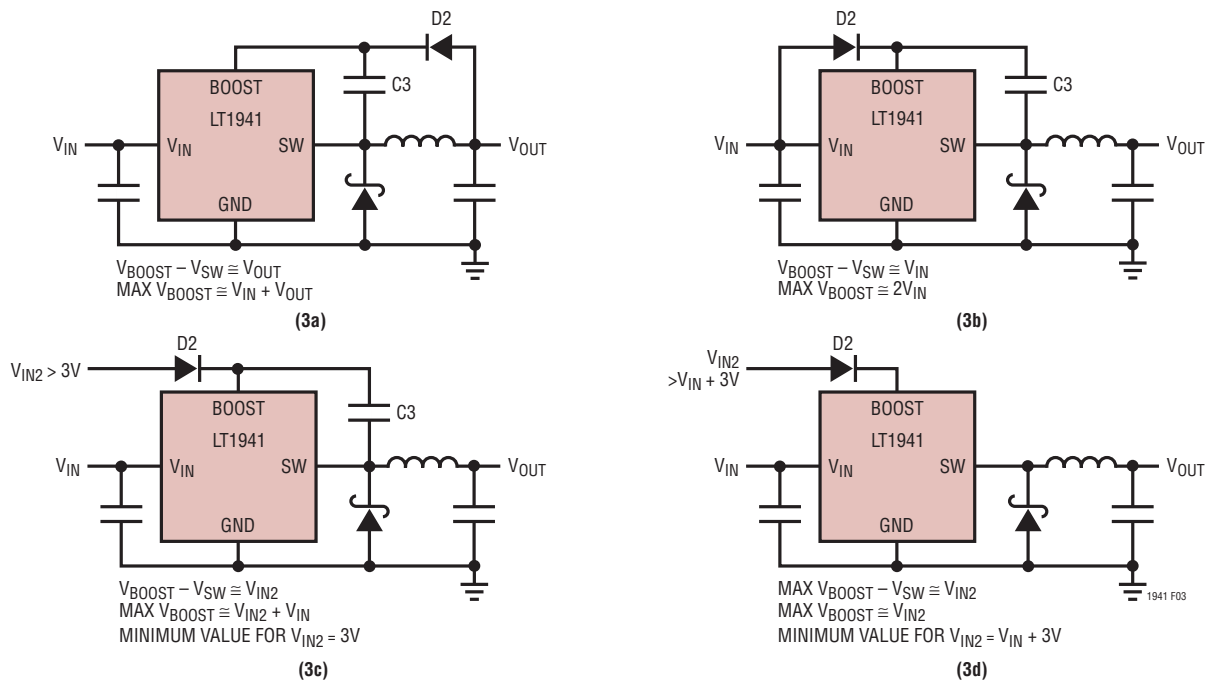 D2
BOOST
C3
LT1941
V_IN
V_IN
SW
V_OUT
GND
V_BOOST – V_SW ≅ V_OUT
MAX V_BOOST ≅ V_IN + V_OUT
(3a)
D2
BOOST
C3
LT1941
V_IN
V_IN
SW
V_OUT
GND
V_BOOST – V_SW ≅ V_IN
MAX V_BOOST ≅ 2V_IN
(3b)
D2
V_IN2 > 3V
BOOST
C3
LT1941
V_IN
V_IN
SW
V_OUT
GND
V_BOOST – V_SW ≅ V_IN2
MAX V_BOOST ≅ V_IN2 + V_IN
MINIMUM VALUE FOR V_IN2 = 3V
(3c)
D2
V_IN2
>V_IN + 3V
BOOST
LT1941
V_IN
V_IN
SW
V_OUT
GND
MAX V_BOOST – V_SW ≅ V_IN2
MAX V_BOOST ≅ V_IN2
MINIMUM VALUE FOR V_IN2 = V_IN + 3V
1941 F03
(3d)